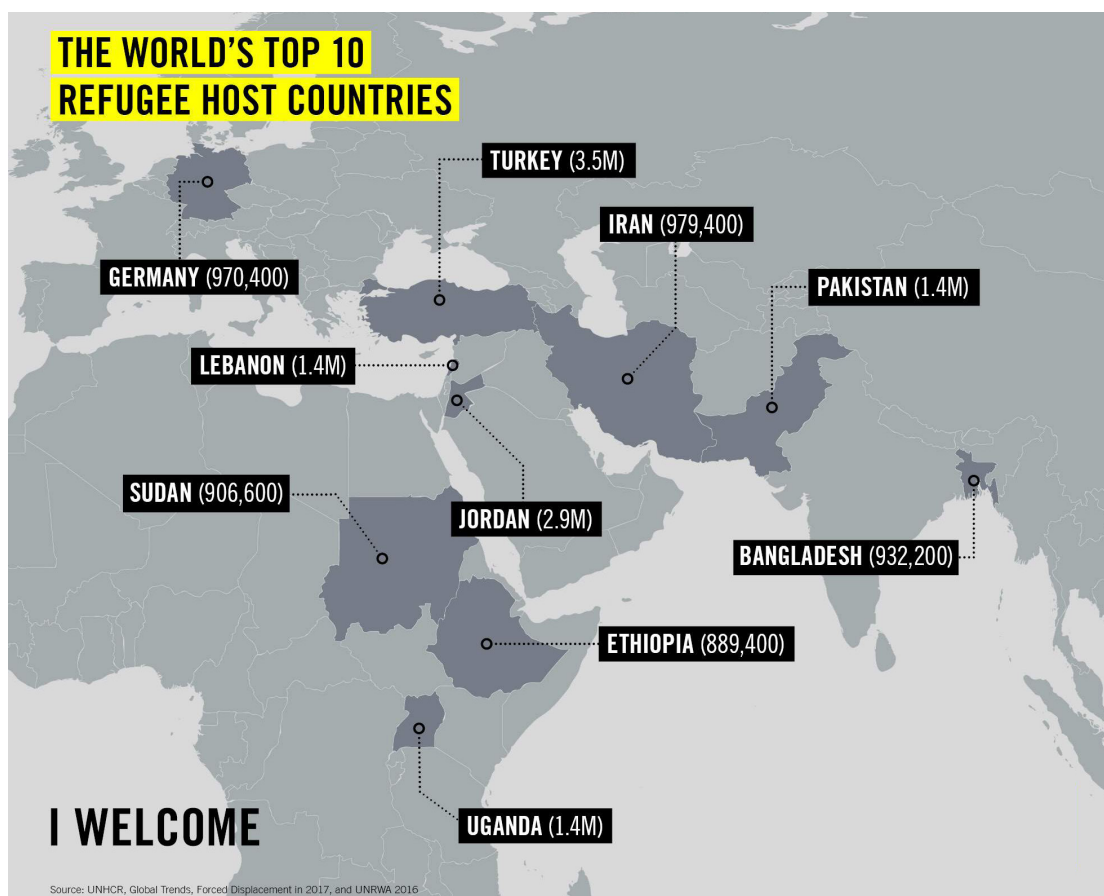 THE WORLD'S TOP 10
REFUGEE HOST COUNTRIES
TURKEY (3.5M)
IRAN (979,400)
GERMANY (970,400)
PAKISTAN (1.4M)
LEBANON (1.4M)
SUDAN (906,600)
JORDAN (2.9M)
BANGLADESH (932,200)
ETHIOPIA (889,400)
UGANDA (1.4M)
I WELCOME
Source: UNHCR, Global Trends, Forced Displacement in 2017, and UNRWA 2016